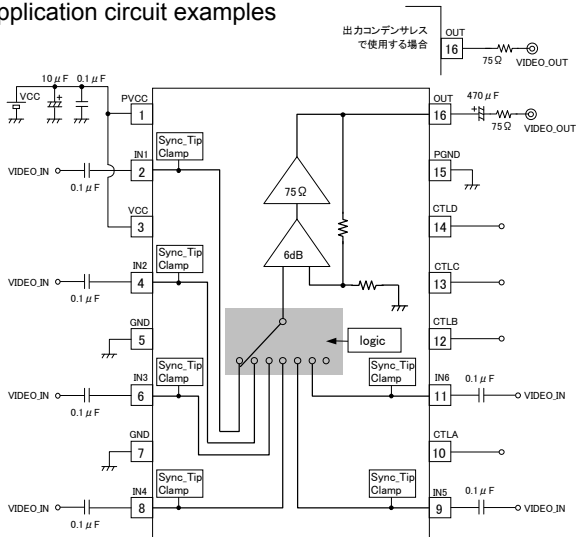 pplication circuit examples
出力コンデンサレス
で使用する場合
OUT
16
75Ω
VIDEO_OUT
10μF 0.1μF
VCC
PVCC
1
OUT
16
470μF
+
75Ω
VIDEO_OUT
VIDEO_IN
0.1μF
IN1
2
Sync_Tip
Clamp
PGND
15
VCC
3
75Ω
CTLD
14
VIDEO_IN
0.1μF
IN2
4
Sync_Tip
Clamp
6dB
CTLC
13
GND
5
logic
CTLB
12
VIDEO_IN
0.1μF
IN3
6
Sync_Tip
Clamp
Sync_Tip
Clamp
IN6
11
0.1μF
VIDEO_IN
GND
7
CTLA
10
VIDEO_IN
0.1μF
IN4
8
Sync_Tip
Clamp
Sync_Tip
Clamp
IN5
9
0.1μF
VIDEO_IN